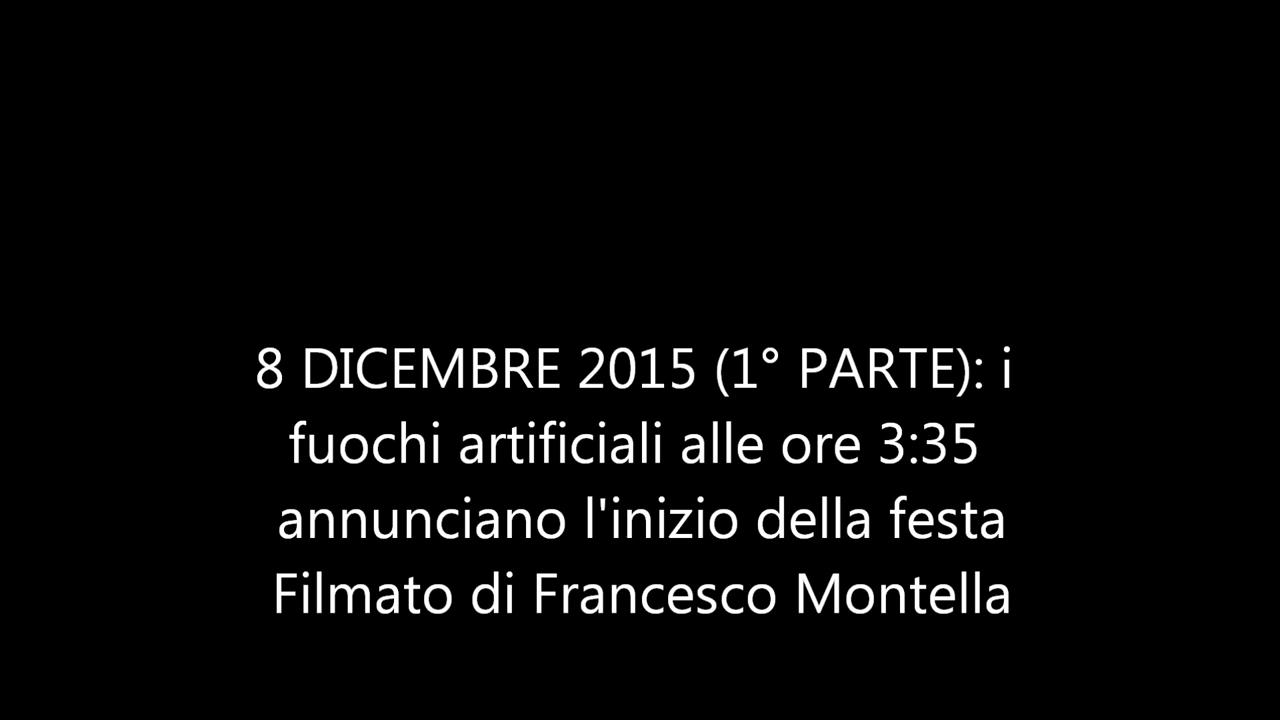 8 DICEMBRE 2015 (1° PARTE): i
fuochi artificiali alle ore 3:35
annunciano l'inizio della festa
Filmato di Francesco Montella